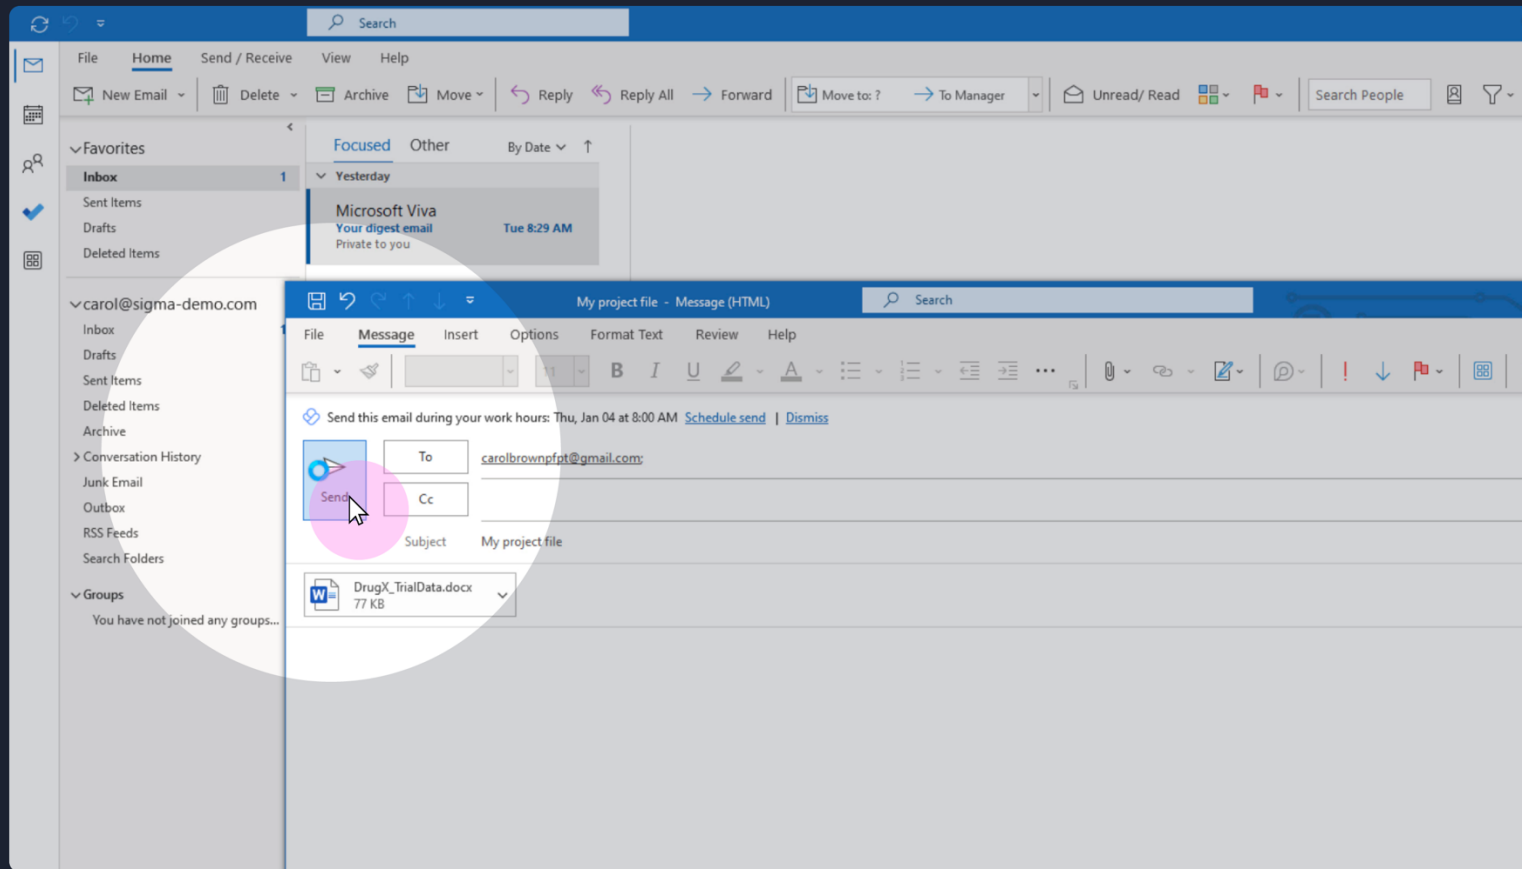 Search
File Home Send / Receive View Help
New Email Delete Archive Move Reply Reply All Forward Move to: ? To Manager Unread/ Read Search People
Favorites
Inbox 1
Sent Items
Drafts
Deleted Items
Focused Other By Date
Yesterday
Microsoft Viva
Your digest email Tue 8:29 AM
Private to you
carol@sigma-demo.com
Inbox 1
Drafts
Sent Items
Deleted Items
Archive
Conversation History
Junk Email
Outbox
RSS Feeds
Search Folders
Groups
You have not joined any groups...
My project file - Message (HTML) Search
File Message Insert Options Format Text Review Help
11 B I U A
Send this email during your work hours: Thu, Jan 04 at 8:00 AM Schedule send | Dismiss
Send
To carolbrownpfpt@gmail.com;
Cc
Subject My project file
DrugX_TrialData.docx
77 KB